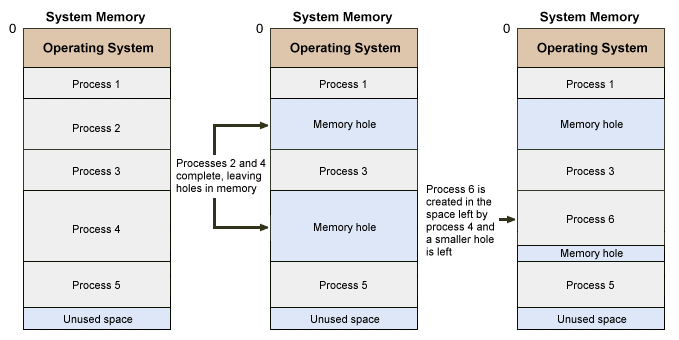 System Memory
0
Operating System
Process 1
Process 2
Process 3
Process 4
Process 5
Unused space
Processes 2 and 4
complete, leaving
holes in memory
System Memory
0
Operating System
Process 1
Memory hole
Process 3
Memory hole
Process 5
Unused space
Process 6 is
created in the
space left by
process 4 and
a smaller hole
is left
System Memory
0
Operating System
Process 1
Memory hole
Process 3
Process 6
Memory hole
Process 5
Unused space